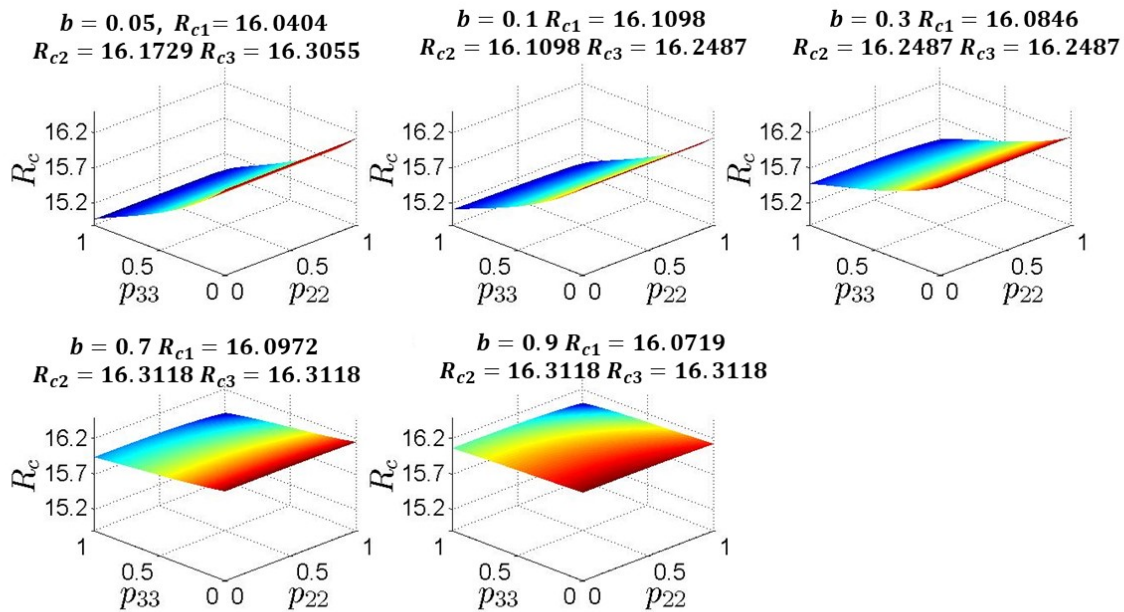 b = 0.05, R_c1= 16.0404
R_c2 = 16.1729 R_c3 = 16.3055
16.2
15.7
15.2
R_c
1
0.5
0 0
0.5
1
p_33
p_22
b = 0.1 R_c1 = 16.1098
R_c2 = 16.1098 R_c3 = 16.2487
16.2
15.7
15.2
R_c
1
0.5
0 0
0.5
1
p_33
p_22
b = 0.3 R_c1 = 16.0846
R_c2 = 16.2487 R_c3 = 16.2487
16.2
15.7
15.2
R_c
1
0.5
0 0
0.5
1
p_33
p_22
b = 0.7 R_c1 = 16.0972
R_c2 = 16.3118 R_c3 = 16.3118
16.2
15.7
15.2
R_c
1
0.5
0 0
0.5
1
p_33
p_22
b = 0.9 R_c1 = 16.0719
R_c2 = 16.3118 R_c3 = 16.3118
16.2
15.7
15.2
R_c
1
0.5
0 0
0.5
1
p_33
p_22